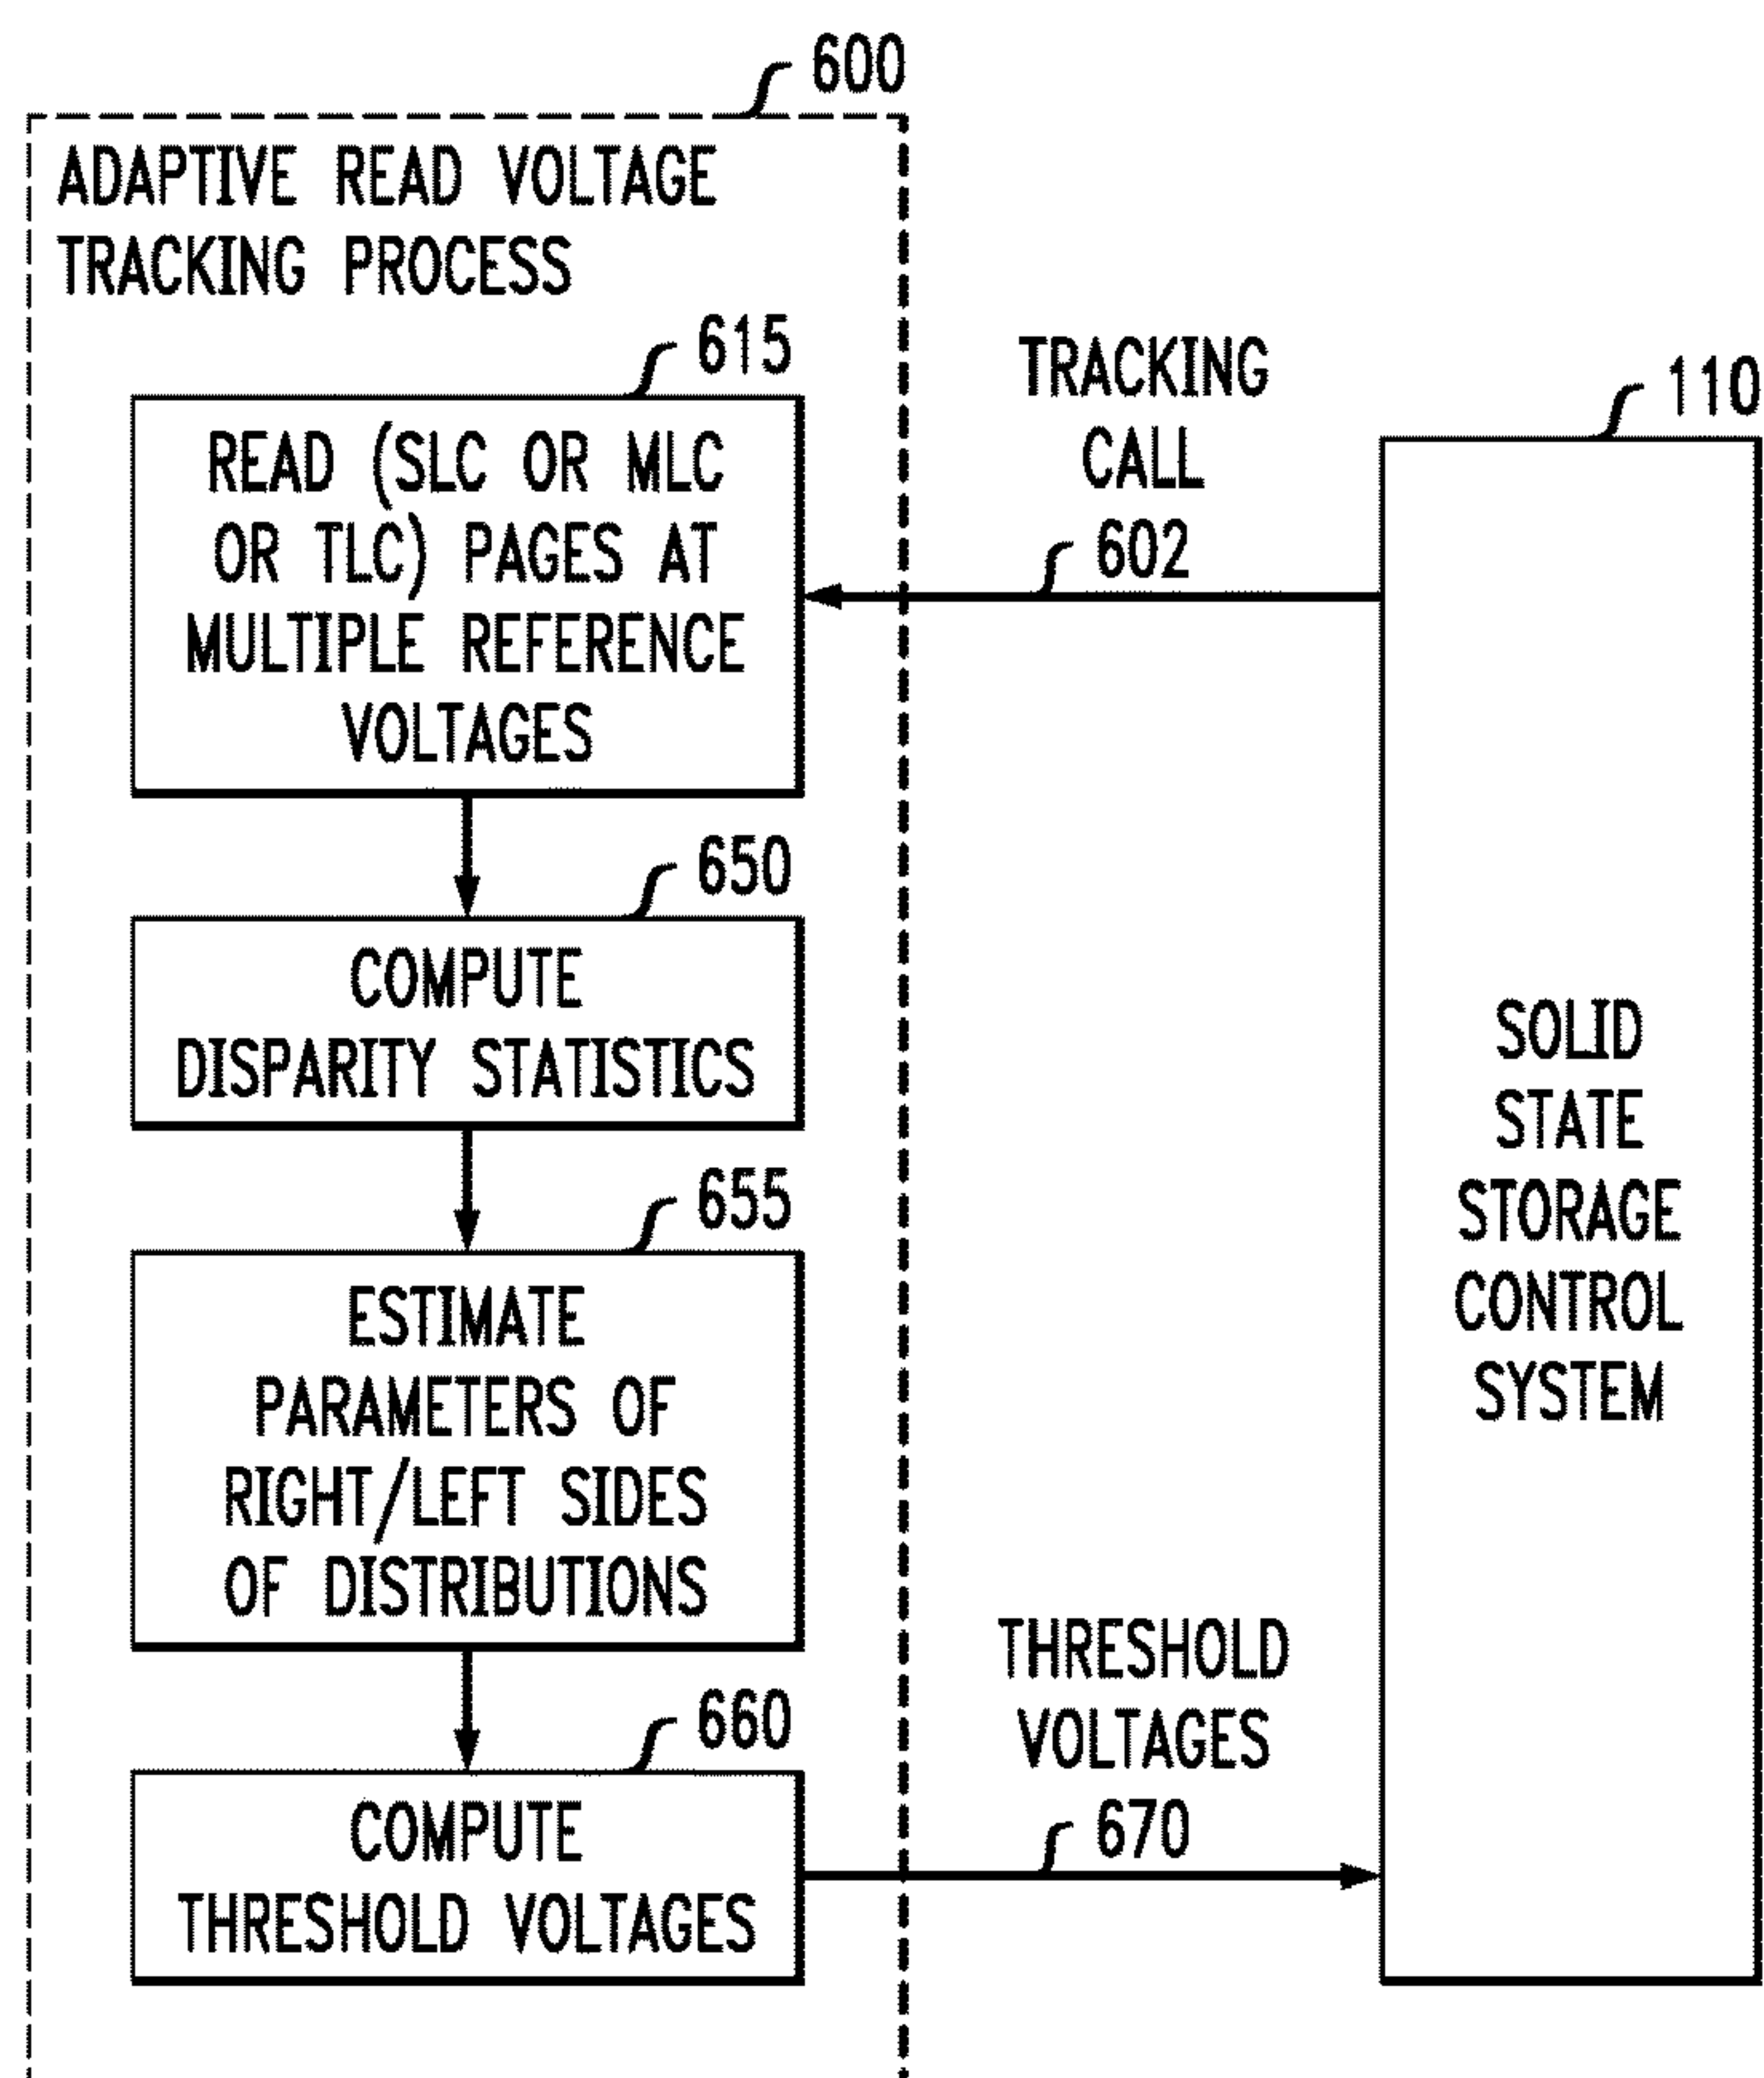 600
ADAPTIVE READ VOLTAGE
TRACKING PROCESS
615
READ (SLC OR MLC
OR TLC) PAGES AT
MULTIPLE REFERENCE
VOLTAGES
TRACKING
CALL
602
110
SOLID
STATE
STORAGE
CONTROL
SYSTEM
650
COMPUTE
DISPARITY STATISTICS
655
ESTIMATE
PARAMETERS OF
RIGHT/LEFT SIDES
OF DISTRIBUTIONS
660
COMPUTE
THRESHOLD VOLTAGES
THRESHOLD
VOLTAGES
670